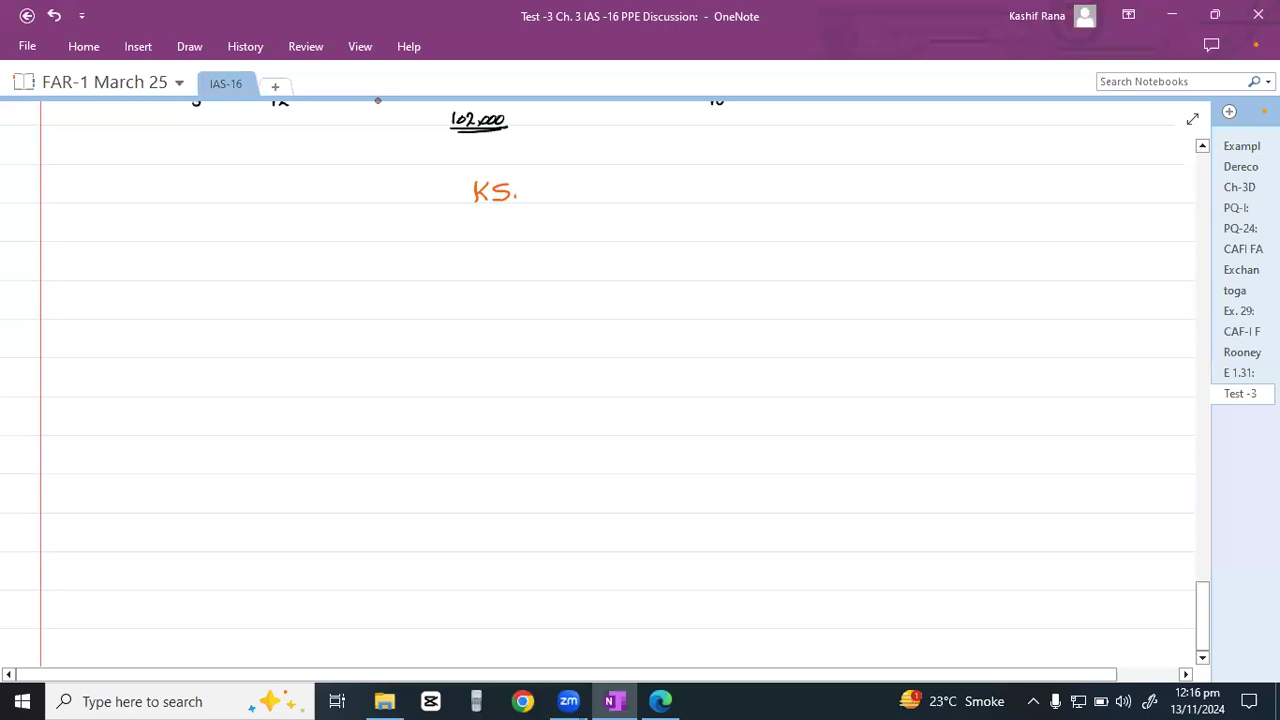 Test -3 Ch. 3 IAS -16 PPE Discussion: - OneNote
Kashif Rana
File Home Insert Draw History Review View Help
FAR-1 March 25
IAS-16
Search Notebooks
102,000
KS.
Exampl
Dereco
Ch-3D
PQ-I:
PQ-24:
CAFI FA
Exchan
toga
Ex. 29:
CAF-I F
Rooney
E 1.31:
Test -3
Type here to search
zm
N
1
23°C Smoke
12:16 pm
13/11/2024